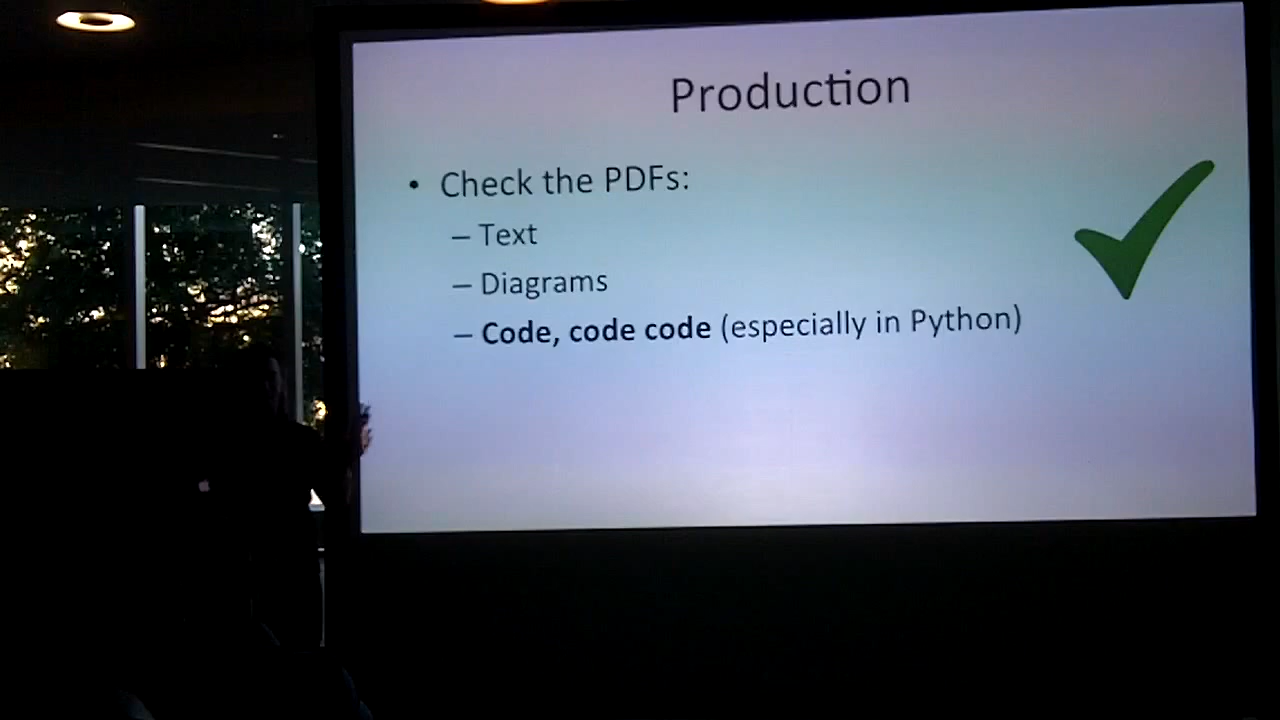 Production
• Check the PDFs:
– Text
– Diagrams
– Code, code code (especially in Python)